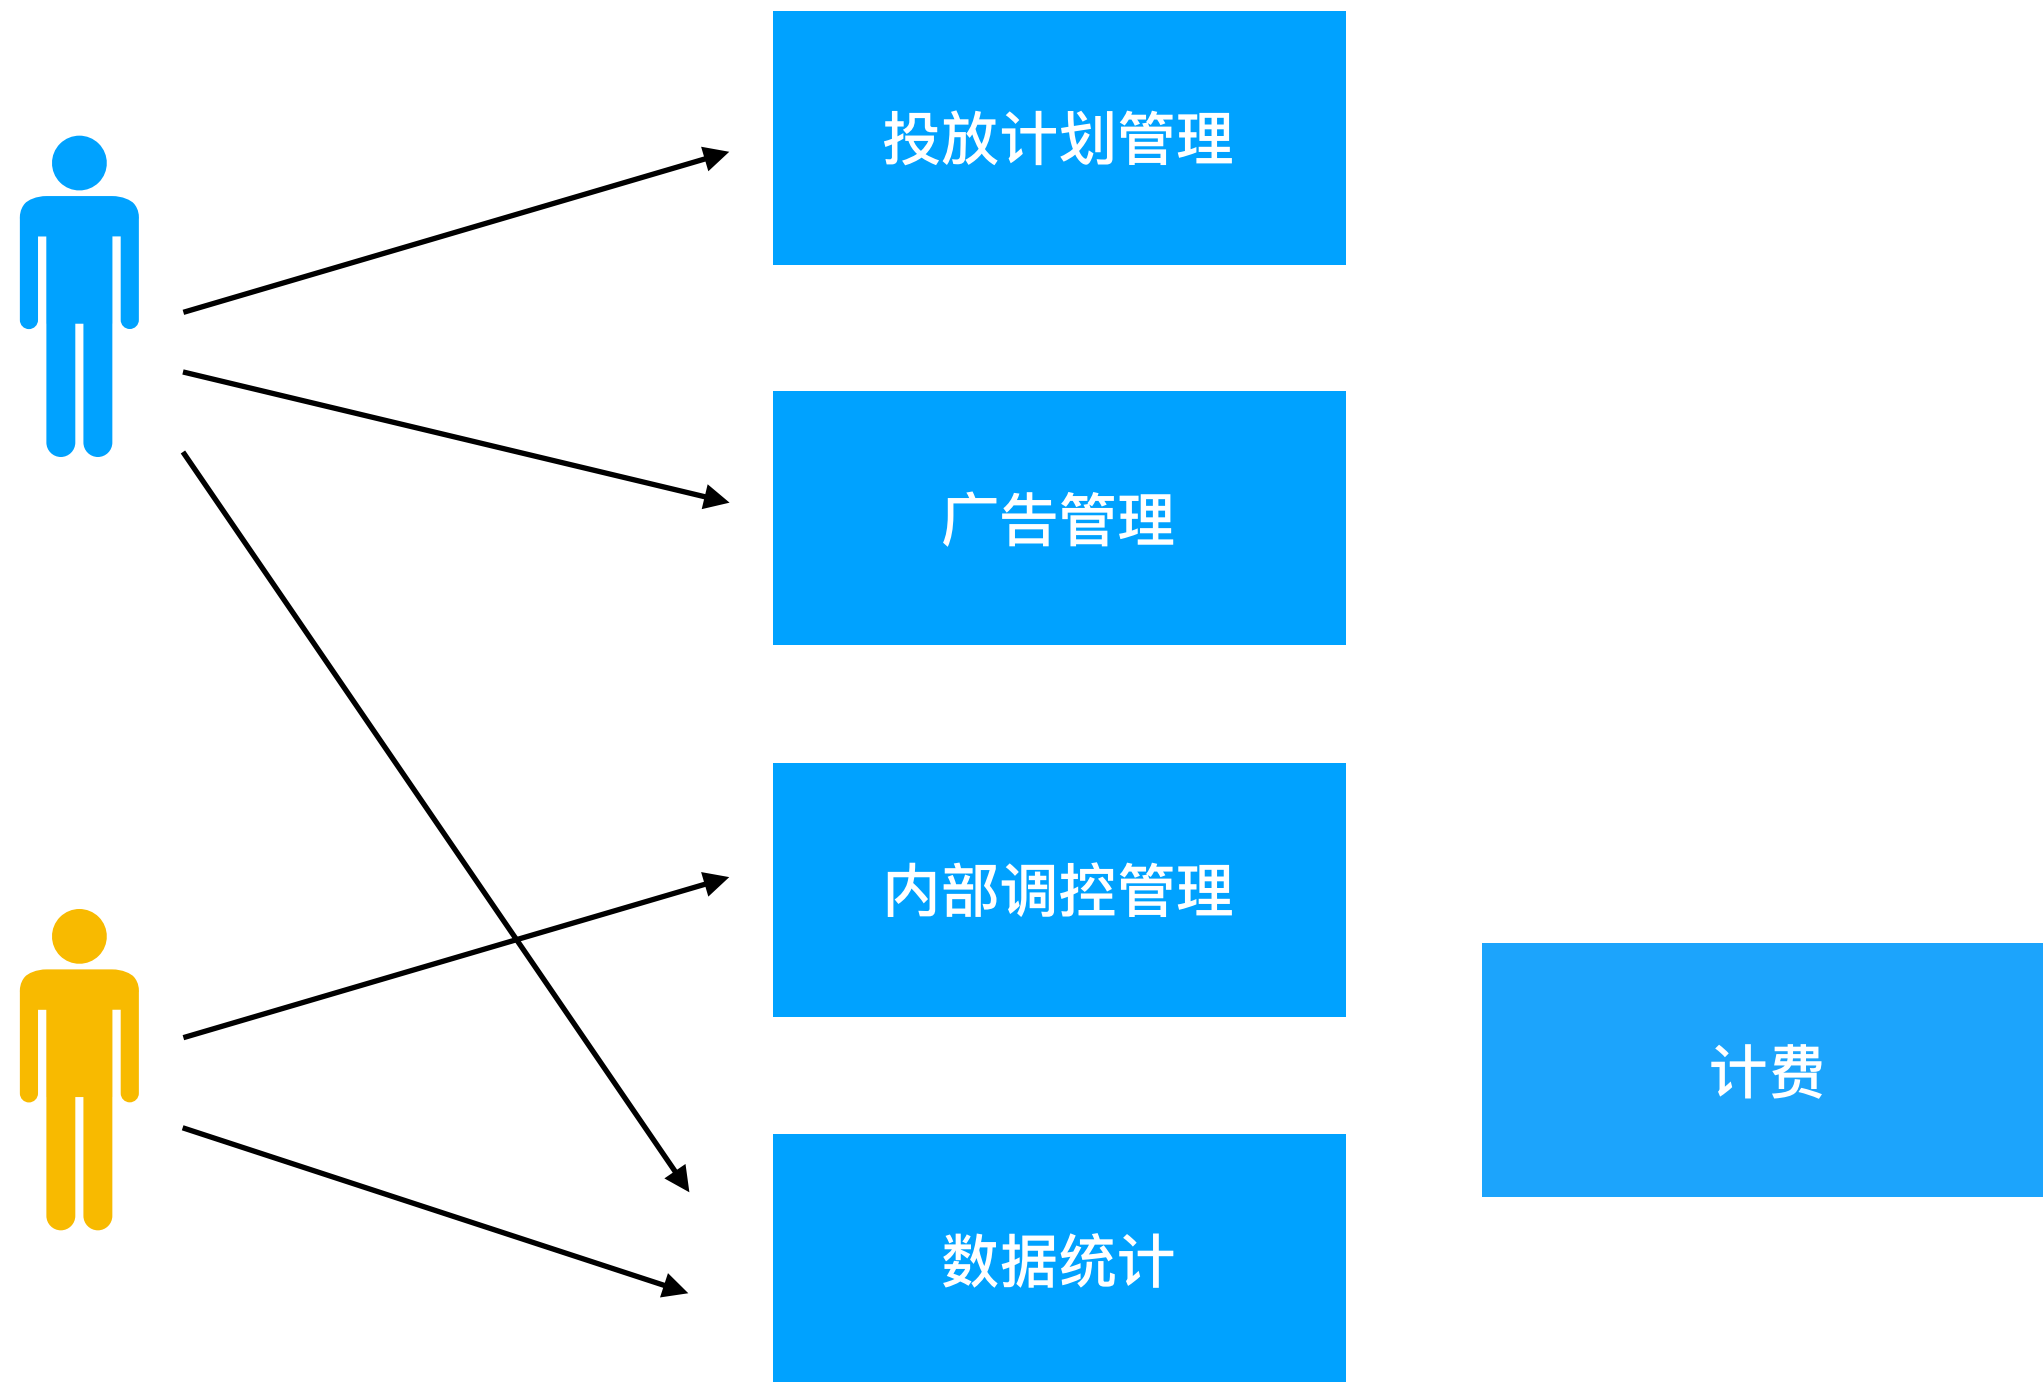 投放计划管理
广告管理
内部调控管理
计费
数据统计